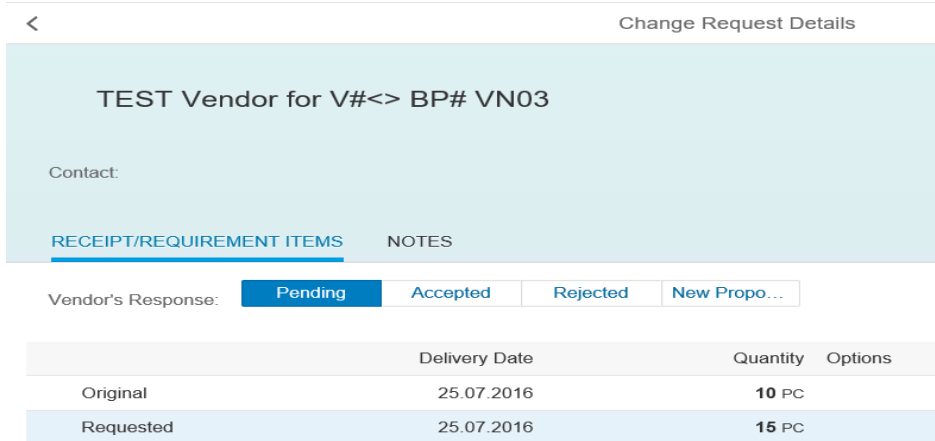 Change Request Details
TEST Vendor for V#<> BP# VN03
Contact:
RECEIPT/REQUIREMENT ITEMS NOTES
Vendor's Response: Pending Accepted Rejected New Propo...
Delivery Date Quantity Options
Original 25.07.2016 10 PC
Requested 25.07.2016 15 PC